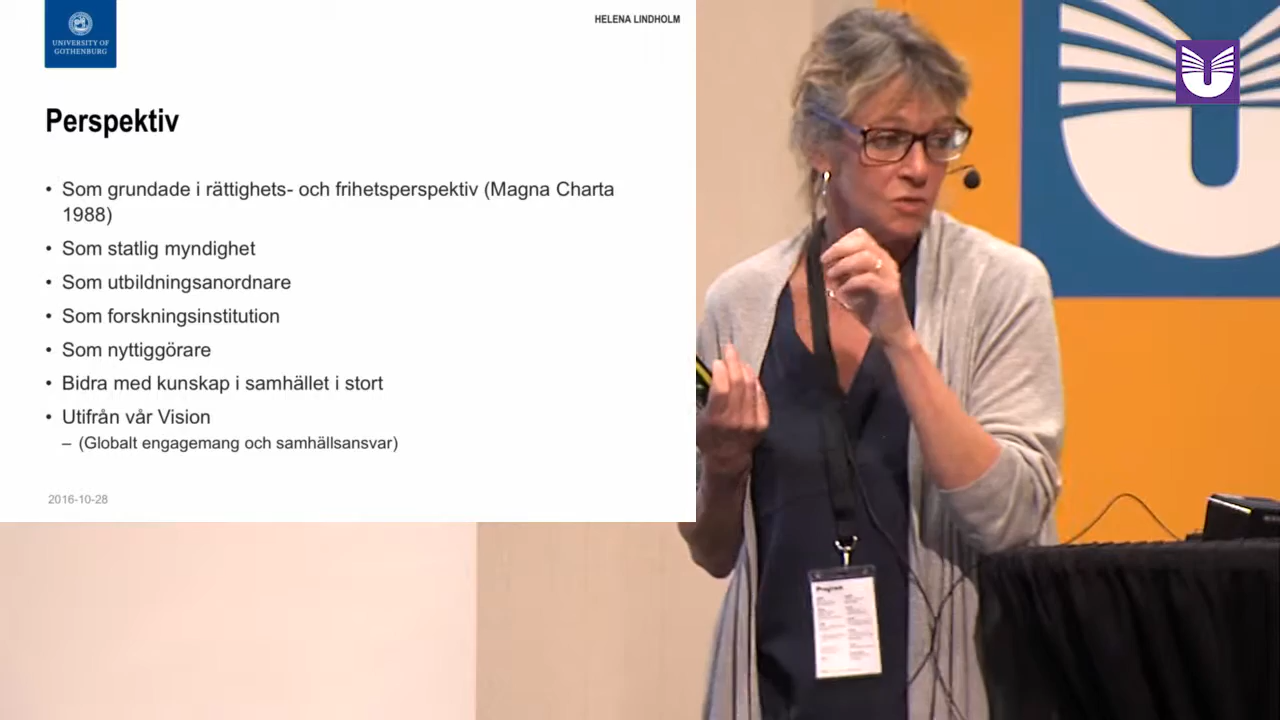 UNIVERSITY OF
GOTHENBURG
HELENA LINDHOLM
Perspektiv
• Som grundade i rättighets- och frihetsperspektiv (Magna Charta
1988)
• Som statlig myndighet
• Som utbildningsanordnare
• Som forskningsinstitution
• Som nyttiggörare
• Bidra med kunskap i samhället i stort
• Utifrån vår Vision
– (Globalt engagemang och samhällsansvar)
2016-10-28
Program